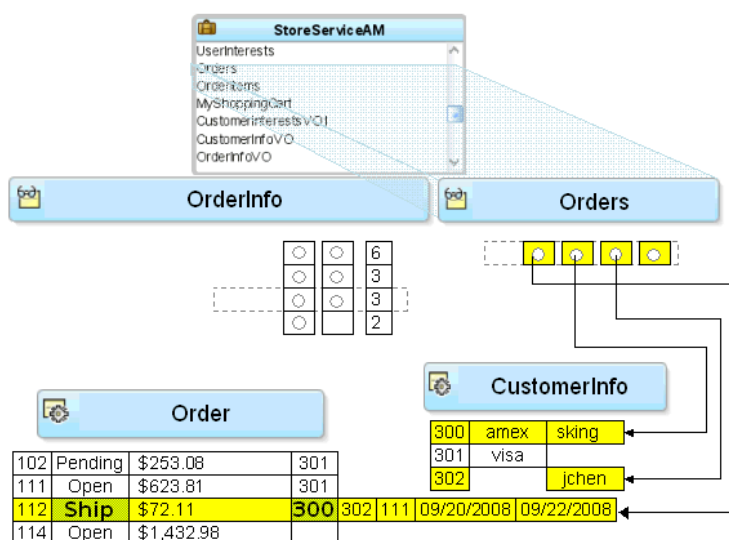 StoreServiceAM
UserInterests
Orders
OrderItems
MyShoppingCart
CustomerInterestsVO1
CustomerInfoVO
OrderInfoVO
OrderInfo
Orders
6
3
3
2
CustomerInfo
Order
300 amex sking
301 visa
302 jchen
102 Pending $253.08 301
111 Open $623.81 301
112 Ship $72.11 300 302 111 09/20/2008 09/22/2008
114 Open $1,432.98